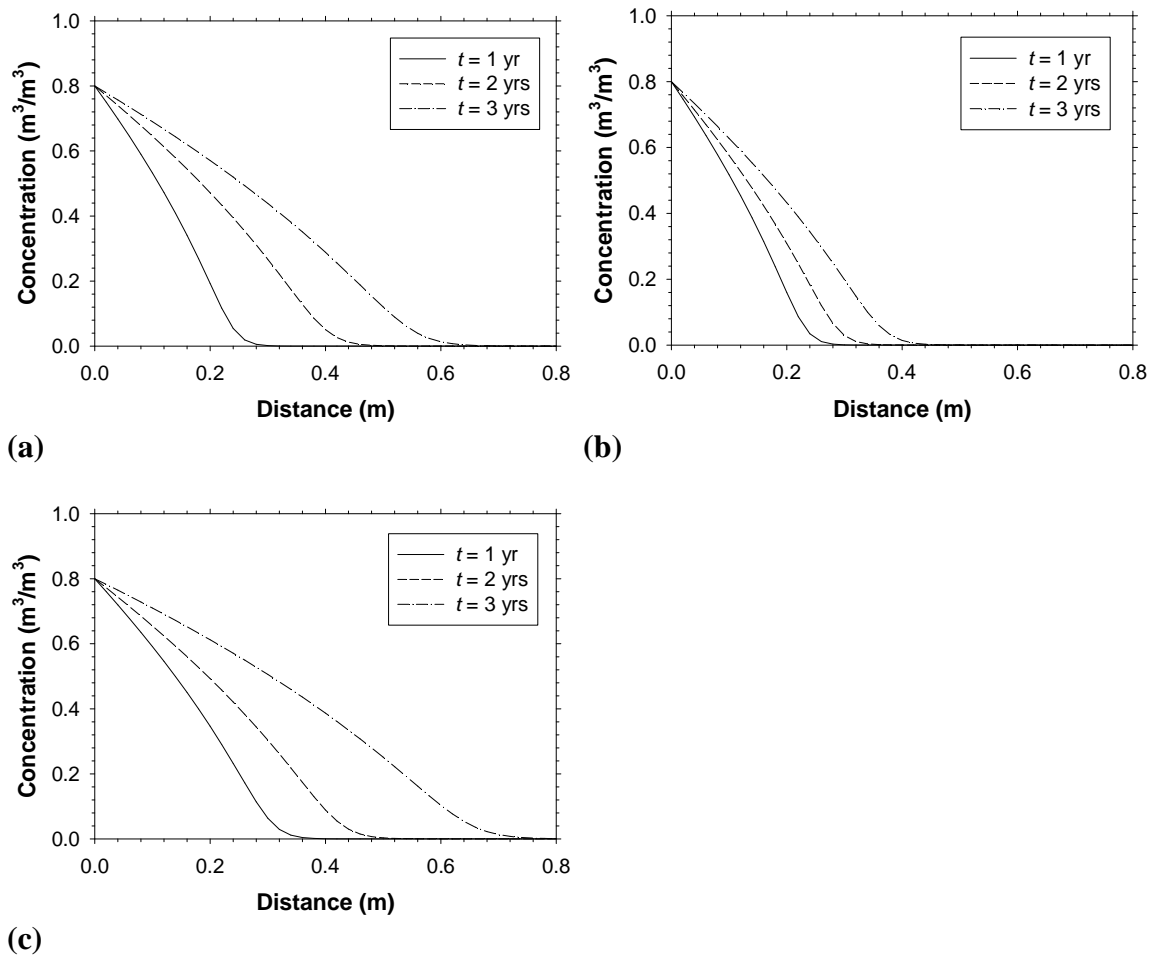 Concentration (m³/m³)
1.0
0.8
0.6
0.4
0.2
0.0
t = 1 yr
t = 2 yrs
t = 3 yrs
0.0 0.2 0.4 0.6 0.8
Distance (m)
(a)
Concentration (m³/m³)
1.0
0.8
0.6
0.4
0.2
0.0
t = 1 yr
t = 2 yrs
t = 3 yrs
0.0 0.2 0.4 0.6 0.8
Distance (m)
(b)
Concentration (m³/m³)
1.0
0.8
0.6
0.4
0.2
0.0
t = 1 yr
t = 2 yrs
t = 3 yrs
0.0 0.2 0.4 0.6 0.8
Distance (m)
(c)